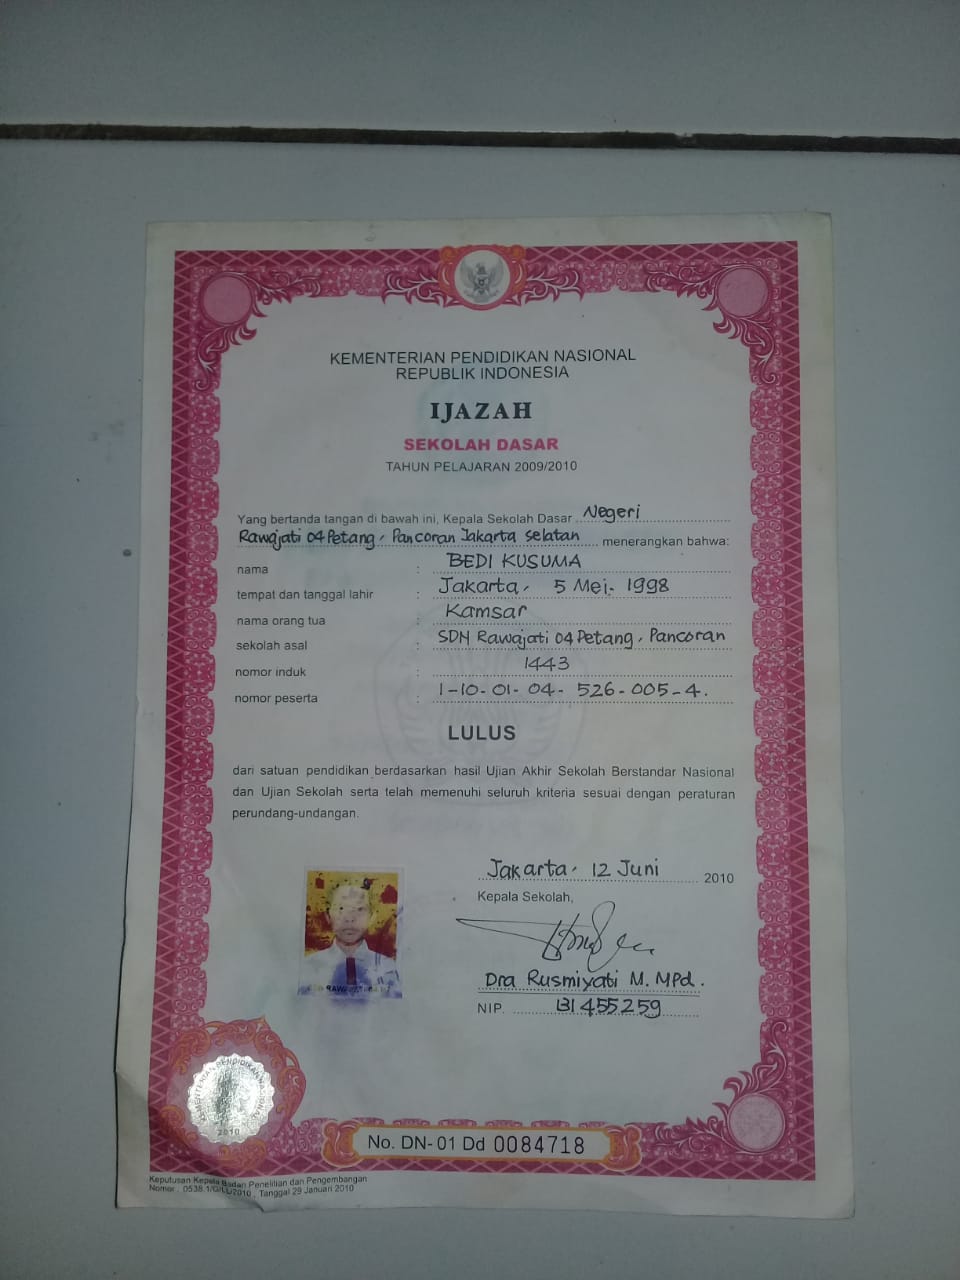 KEMENTERIAN PENDIDIKAN NASIONAL
REPUBLIK INDONESIA
IJAZAH
SEKOLAH DASAR
TAHUN PELAJARAN 2009/2010
Yang bertanda tangan di bawah ini, Kepala Sekolah Dasar Negeri
Rawajati 04 Petang, Pancoran Jakarta Selatan menerangkan bahwa:
nama : BEDI KUSUMA
tempat dan tanggal lahir : Jakarta, 5 Mei. 1998
nama orang tua : Kamsar
sekolah asal : SDN Rawajati 04 Petang, Pancoran
nomor induk : 1443
nomor peserta : 1-10-01-04-526-005-4.
LULUS
dari satuan pendidikan berdasarkan hasil Ujian Akhir Sekolah Berstandar Nasional
dan Ujian Sekolah serta telah memenuhi seluruh kriteria sesuai dengan peraturan
perundang-undangan.
Jakarta, 12 Juni 2010
Kepala Sekolah,
Dra Rusmiyati M. MPd.
NIP. 131455259
KEMENTERIAN PENDIDIKAN NASIONAL
2010
No. DN-01 Dd 0084718
Keputusan Kepala Badan Penelitian dan Pengembangan
Nomor : 0538.1/G/LL/2010 , Tanggal 29 Januari 2010